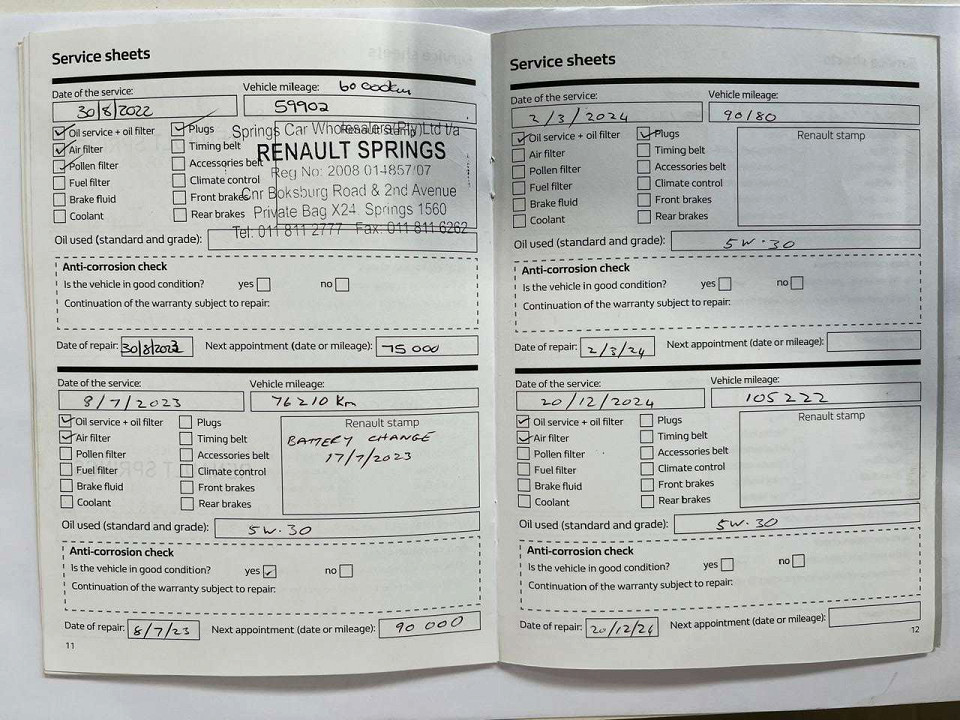 Service sheets
Date of the service:
Vehicle mileage: 60 000km
30/8/2022
59902
Oil service + oil filter
Plugs
Air filter
Timing belt
Pollen filter
Accessories belt
Fuel filter
Climate control
Brake fluid
Front brakes
Coolant
Rear brakes
Springs Car Wholesalers (Pty) Ltd t/a
RENAULT SPRINGS
Reg No: 2008 014857/07
Cnr Boksburg Road & 2nd Avenue
Private Bag X24, Springs 1560
Tel: 011 811 2777 Fax: 011 811 6262
Oil used (standard and grade):
Anti-corrosion check
Is the vehicle in good condition? yes no
Continuation of the warranty subject to repair:
Date of repair: 30/8/2022 Next appointment (date or mileage): 75 000
Date of the service:
Vehicle mileage:
8/7/2023
76210 Km
Oil service + oil filter
Plugs
Air filter
Timing belt
Pollen filter
Accessories belt
Fuel filter
Climate control
Brake fluid
Front brakes
Coolant
Rear brakes
Renault stamp
BATTERY CHANGE
17/7/2023
Oil used (standard and grade): 5W.30
Anti-corrosion check
Is the vehicle in good condition? yes no
Continuation of the warranty subject to repair:
Date of repair: 8/7/23 Next appointment (date or mileage): 90 000
11
Service sheets
Date of the service:
Vehicle mileage:
2/3/2024
90180
Oil service + oil filter
Plugs
Air filter
Timing belt
Pollen filter
Accessories belt
Fuel filter
Climate control
Brake fluid
Front brakes
Coolant
Rear brakes
Renault stamp
Oil used (standard and grade): 5W.30
Anti-corrosion check
Is the vehicle in good condition? yes no
Continuation of the warranty subject to repair:
Date of repair: 2/3/24 Next appointment (date or mileage):
Date of the service:
Vehicle mileage:
20/12/2024
105222
Oil service + oil filter
Plugs
Air filter
Timing belt
Pollen filter
Accessories belt
Fuel filter
Climate control
Brake fluid
Front brakes
Coolant
Rear brakes
Renault stamp
Oil used (standard and grade): 5W.30
Anti-corrosion check
Is the vehicle in good condition? yes no
Continuation of the warranty subject to repair:
Date of repair: 20/12/24 Next appointment (date or mileage):
12